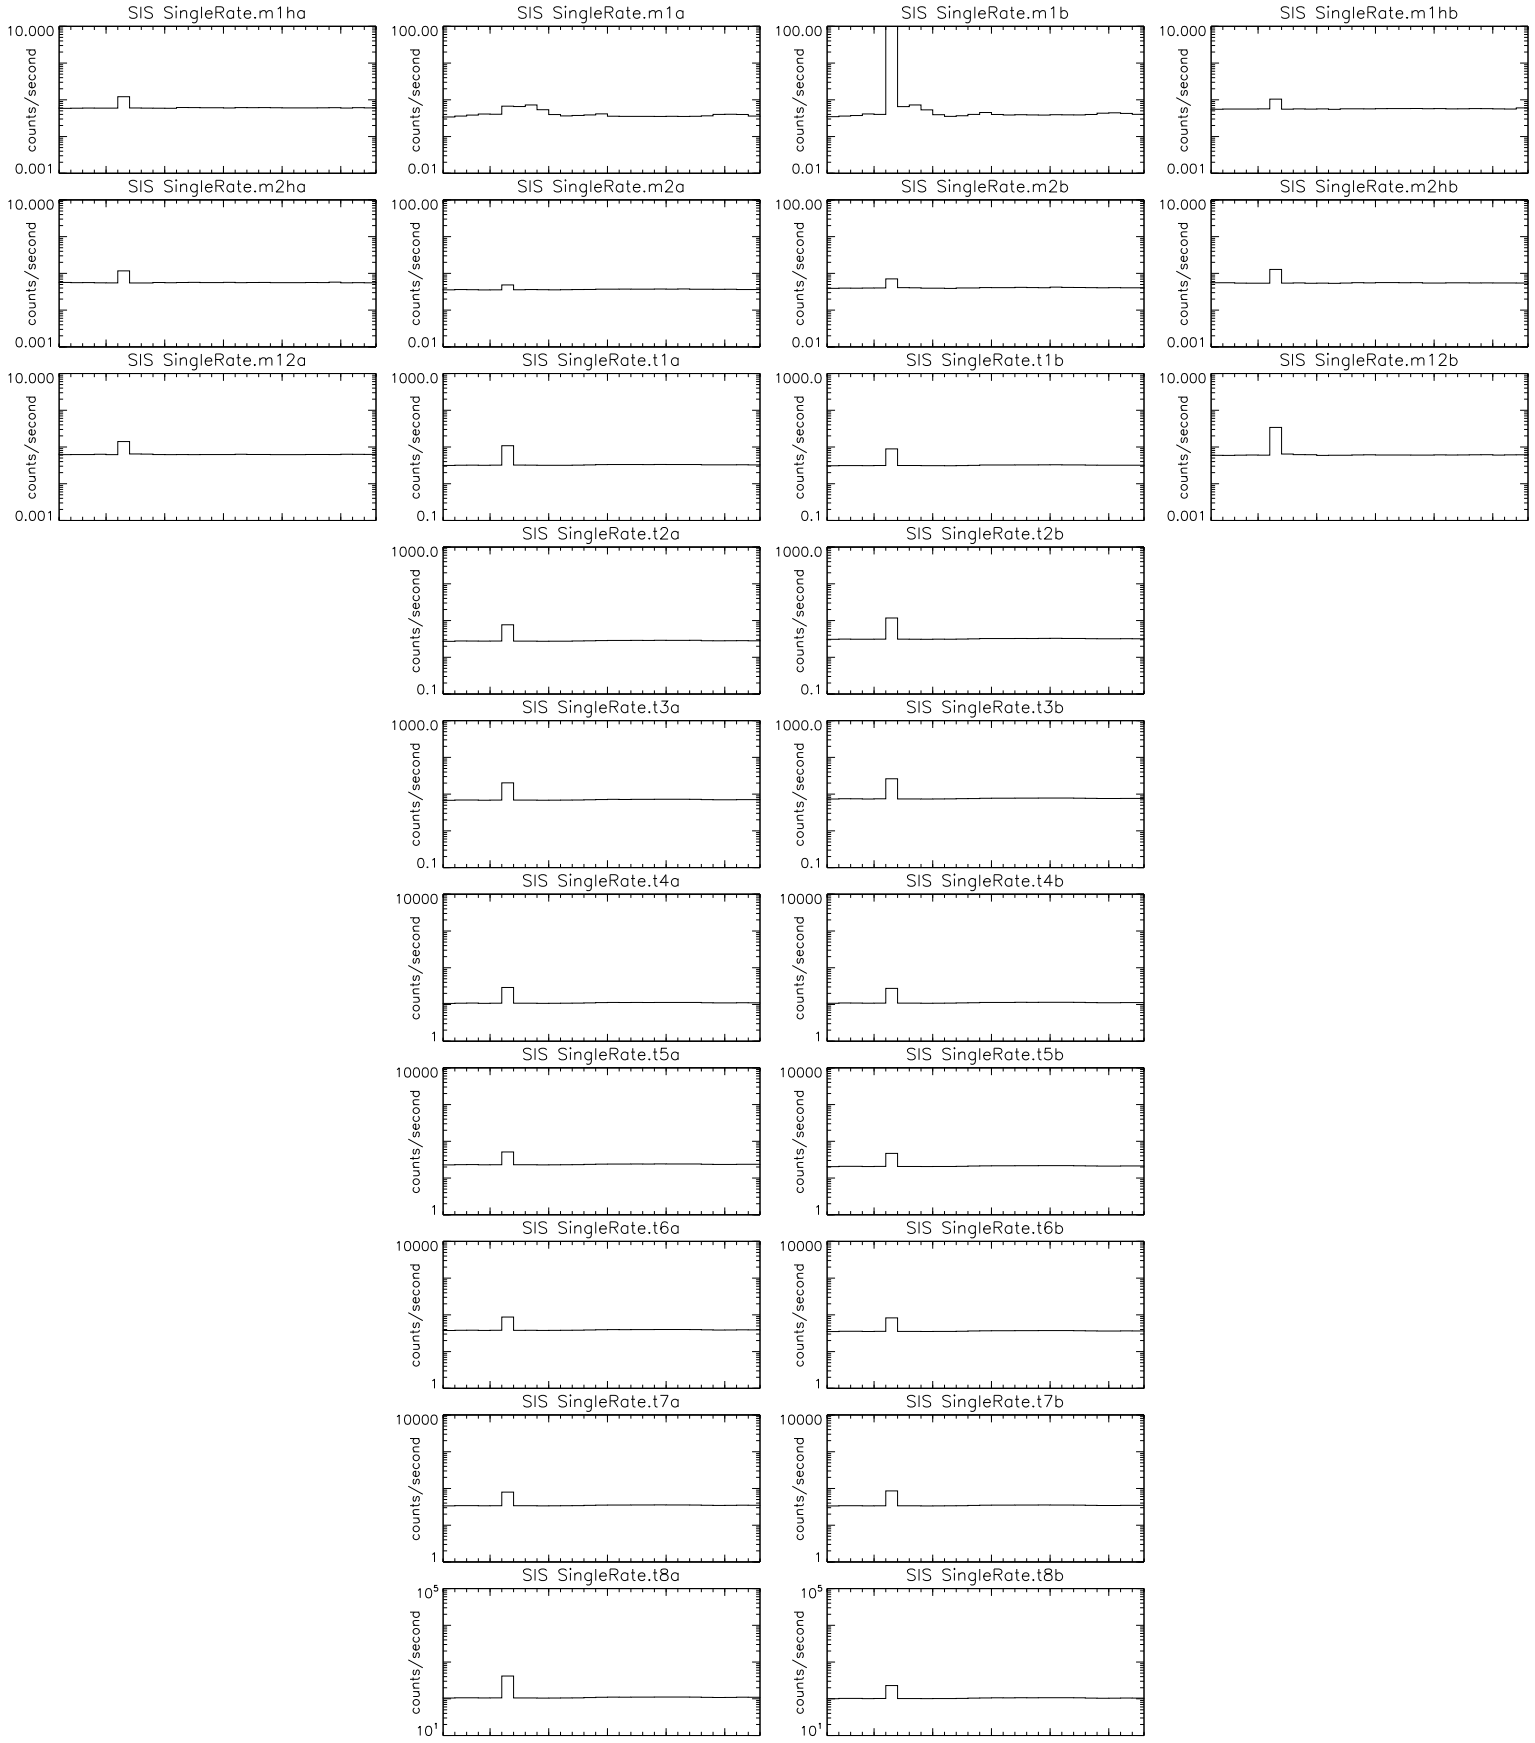 SIS SingleRate.m1ha
10.000
counts/second
0.001
SIS SingleRate.m1a
100.00
counts/second
0.01
SIS SingleRate.m1b
100.00
counts/second
0.01
SIS SingleRate.m1hb
10.000
counts/second
0.001
SIS SingleRate.m2ha
10.000
counts/second
0.001
SIS SingleRate.m2a
100.00
counts/second
0.01
SIS SingleRate.m2b
100.00
counts/second
0.01
SIS SingleRate.m2hb
10.000
counts/second
0.001
SIS SingleRate.m12a
10.000
counts/second
0.001
SIS SingleRate.t1a
1000.0
counts/second
0.1
SIS SingleRate.t1b
1000.0
counts/second
0.1
SIS SingleRate.m12b
10.000
counts/second
0.001
SIS SingleRate.t2a
1000.0
counts/second
0.1
SIS SingleRate.t2b
1000.0
counts/second
0.1
SIS SingleRate.t3a
1000.0
counts/second
0.1
SIS SingleRate.t3b
1000.0
counts/second
0.1
SIS SingleRate.t4a
10000
counts/second
1
SIS SingleRate.t4b
10000
counts/second
1
SIS SingleRate.t5a
10000
counts/second
1
SIS SingleRate.t5b
10000
counts/second
1
SIS SingleRate.t6a
10000
counts/second
1
SIS SingleRate.t6b
10000
counts/second
1
SIS SingleRate.t7a
10000
counts/second
1
SIS SingleRate.t7b
10000
counts/second
1
SIS SingleRate.t8a
10⁵
counts/second
10¹
SIS SingleRate.t8b
10⁵
counts/second
10¹